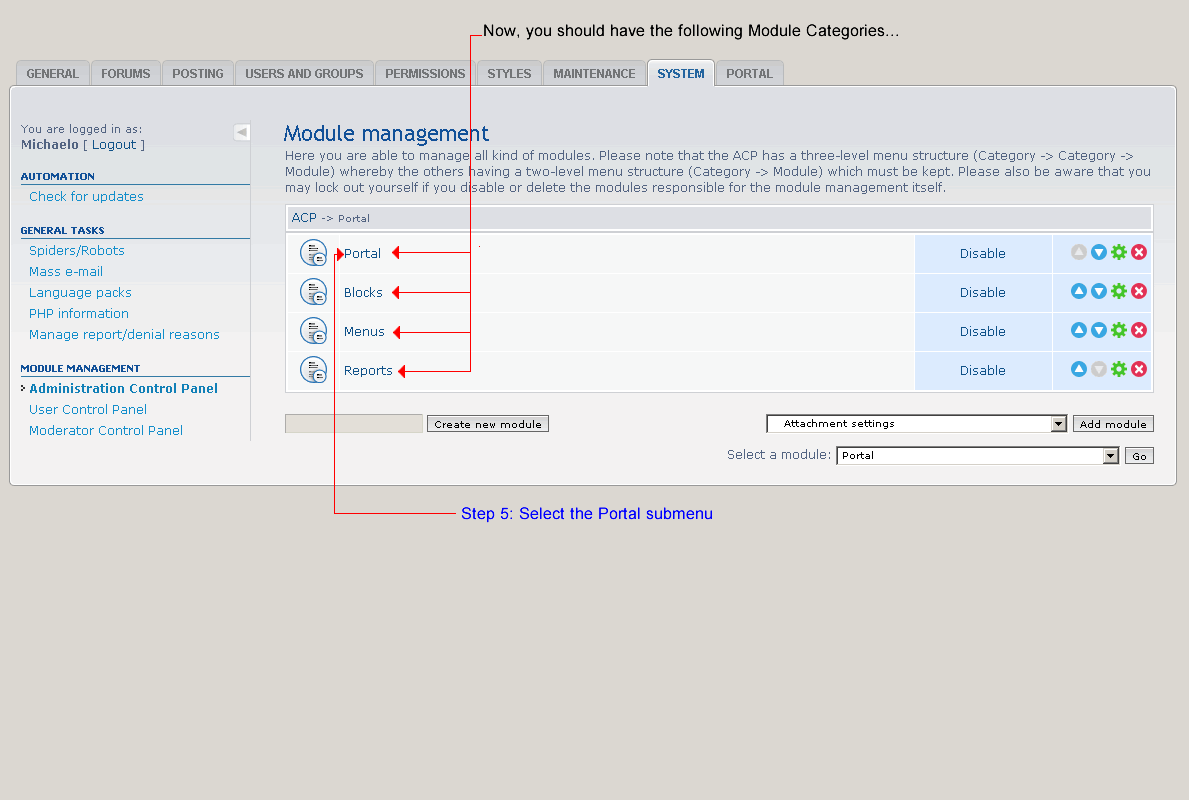 Now, you should have the following Module Categories...
GENERAL FORUMS POSTING USERS AND GROUPS PERMISSIONS STYLES MAINTENANCE SYSTEM PORTAL
You are logged in as:
Michaelo [ Logout ]
AUTOMATION
Check for updates
GENERAL TASKS
Spiders/Robots
Mass e-mail
Language packs
PHP information
Manage report/denial reasons
MODULE MANAGEMENT
Administration Control Panel
User Control Panel
Moderator Control Panel
Module management
Here you are able to manage all kind of modules. Please note that the ACP has a three-level menu structure (Category -> Category ->
Module) whereby the others having a two-level menu structure (Category -> Module) which must be kept. Please also be aware that you
may lock out yourself if you disable or delete the modules responsible for the module management itself.
ACP -> Portal
Portal Disable
Blocks Disable
Menus Disable
Reports Disable
Create new module Attachment settings Add module
Select a module: Portal Go
Step 5: Select the Portal submenu